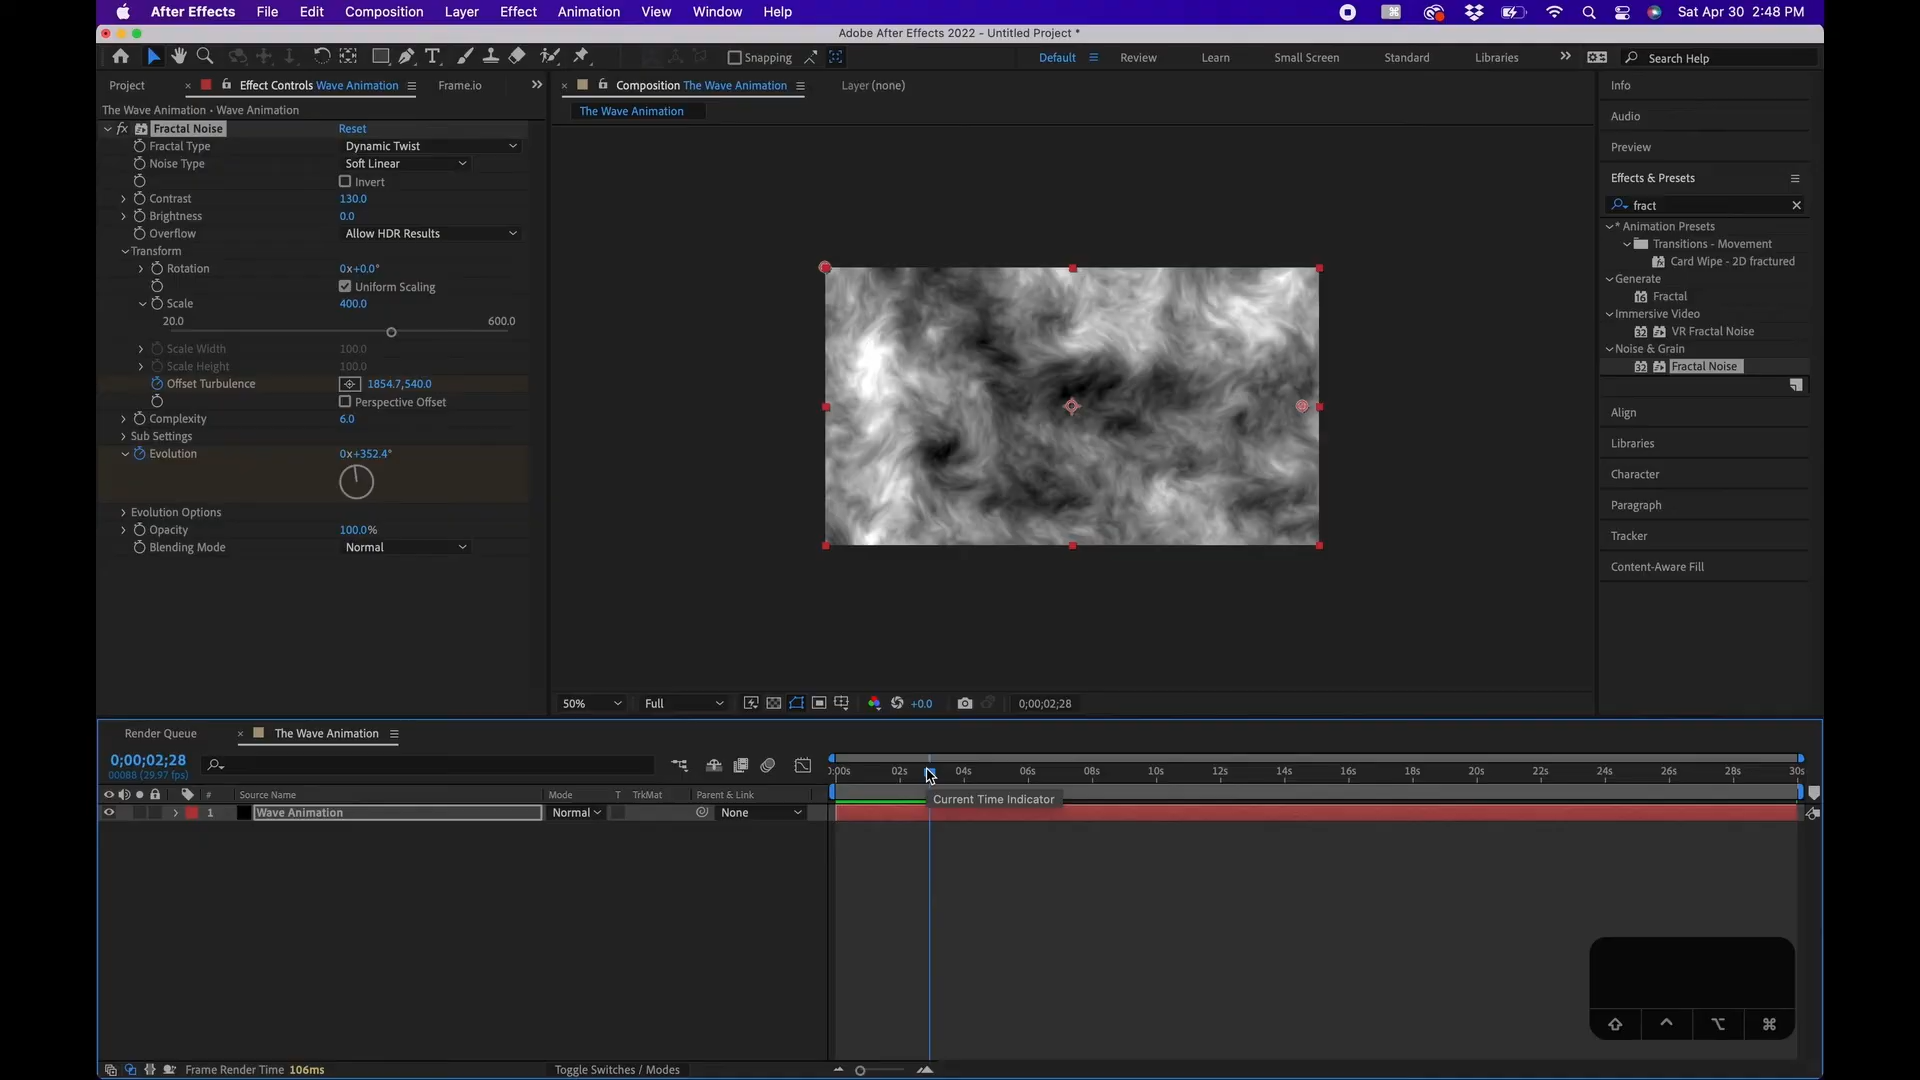 After Effects File Edit Composition Layer Effect Animation View Window Help Sat Apr 30 2:48 PM
Adobe After Effects 2022 - Untitled Project *
Snapping Default Review Learn Small Screen Standard Libraries Search Help
Project Effect Controls Wave Animation Frame.io Composition The Wave Animation Layer (none) Info
The Wave Animation • Wave Animation The Wave Animation
Audio
fx Fractal Noise Reset
Fractal Type Dynamic Twist Preview
Noise Type Soft Linear
Invert Effects & Presets
Contrast 130.0 fract
Brightness 0.0
Overflow Allow HDR Results * Animation Presets
Transform Transitions - Movement
Rotation 0x+0.0° Card Wipe - 2D fractured
Uniform Scaling Generate
Scale 400.0 Fractal
20.0 600.0 Immersive Video
32 VR Fractal Noise
Scale Width 100.0 Noise & Grain
Scale Height 100.0 32 Fractal Noise
Offset Turbulence 1854.7,540.0
Perspective Offset Align
Complexity 6.0
Sub Settings Libraries
Evolution 0x+352.4°
Character
Evolution Options Paragraph
Opacity 100.0%
Blending Mode Normal Tracker
Content-Aware Fill
50% Full +0.0 0;00;02;28
Render Queue The Wave Animation
0;00;02;28
00088 (29.97 fps) :00s 02s 04s 06s 08s 10s 12s 14s 16s 18s 20s 22s 24s 26s 28s 30s
# Source Name Mode T TrkMat Parent & Link Current Time Indicator
1 Wave Animation Normal None
Frame Render Time 106ms Toggle Switches / Modes